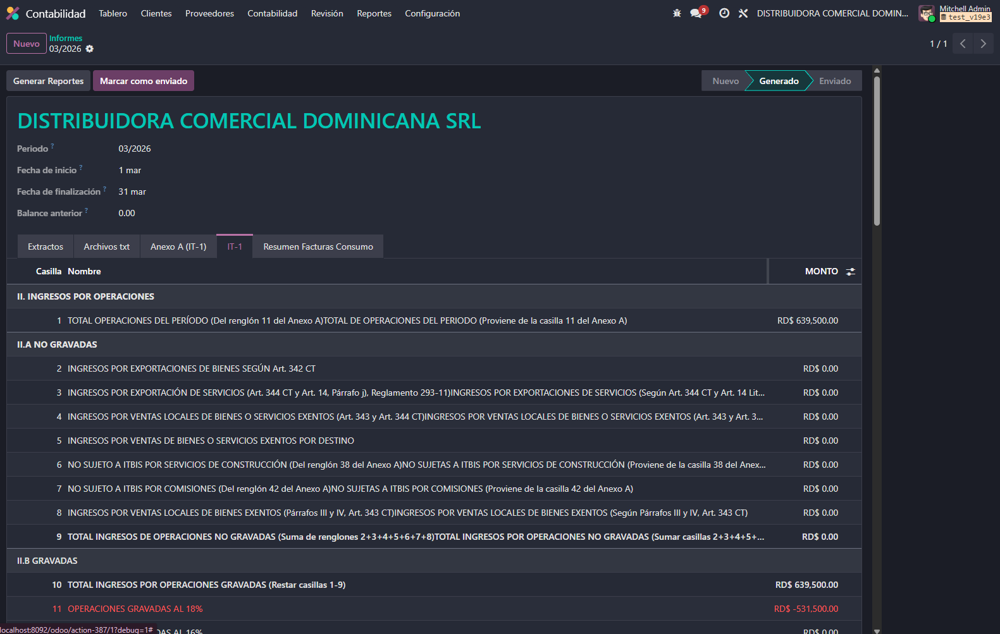 Contabilidad Tablero Clientes Proveedores Contabilidad Revisión Reportes Configuración 9 DISTRIBUIDORA COMERCIAL DOMIN... Mitchell Admin
test_v19e3
Nuevo Informes
03/2026
1 / 1
Generar Reportes Marcar como enviado Nuevo Generado Enviado
DISTRIBUIDORA COMERCIAL DOMINICANA SRL
Periodo ? 03/2026
Fecha de inicio ? 1 mar
Fecha de finalización ? 31 mar
Balance anterior ? 0.00
Extractos Archivos txt Anexo A (IT-1) IT-1 Resumen Facturas Consumo
Casilla Nombre MONTO
II. INGRESOS POR OPERACIONES
1 TOTAL OPERACIONES DEL PERÍODO (Del renglón 11 del Anexo A)TOTAL DE OPERACIONES DEL PERIODO (Proviene de la casilla 11 del Anexo A) RD$ 639,500.00
II.A NO GRAVADAS
2 INGRESOS POR EXPORTACIONES DE BIENES SEGÚN Art. 342 CT RD$ 0.00
3 INGRESOS POR EXPORTACIÓN DE SERVICIOS (Art. 344 CT y Art. 14, Párrafo j), Reglamento 293-11)INGRESOS POR EXPORTACIONES DE SERVICIOS (Según Art. 344 CT y Art. 14 Lit... RD$ 0.00
4 INGRESOS POR VENTAS LOCALES DE BIENES O SERVICIOS EXENTOS (Art. 343 y Art. 344 CT)INGRESOS POR VENTAS LOCALES DE BIENES O SERVICIOS EXENTOS (Art. 343 y Art. 3... RD$ 0.00
5 INGRESOS POR VENTAS DE BIENES O SERVICIOS EXENTOS POR DESTINO RD$ 0.00
6 NO SUJETO A ITBIS POR SERVICIOS DE CONSTRUCCIÓN (Del renglón 38 del Anexo A)NO SUJETAS A ITBIS POR SERVICIOS DE CONSTRUCCIÓN (Proviene de la casilla 38 del Anex... RD$ 0.00
7 NO SUJETO A ITBIS POR COMISIONES (Del renglón 42 del Anexo A)NO SUJETAS A ITBIS POR COMISIONES (Proviene de la casilla 42 del Anexo A) RD$ 0.00
8 INGRESOS POR VENTAS LOCALES DE BIENES EXENTOS (Párrafos III y IV, Art. 343 CT)INGRESOS POR VENTAS LOCALES DE BIENES EXENTOS (Según Párrafos III y IV, Art. 343 CT) RD$ 0.00
9 TOTAL INGRESOS DE OPERACIONES NO GRAVADAS (Suma de renglones 2+3+4+5+6+7+8)TOTAL INGRESOS POR OPERACIONES NO GRAVADAS (Sumar casillas 2+3+4+5+... RD$ 0.00
II.B GRAVADAS
10 TOTAL INGRESOS POR OPERACIONES GRAVADAS (Restar casillas 1-9) RD$ 639,500.00
11 OPERACIONES GRAVADAS AL 18% RD$ -531,500.00
localhost:8092/odoo/action-387/1?debug=1# DAS AL 16% RD$ 0.00